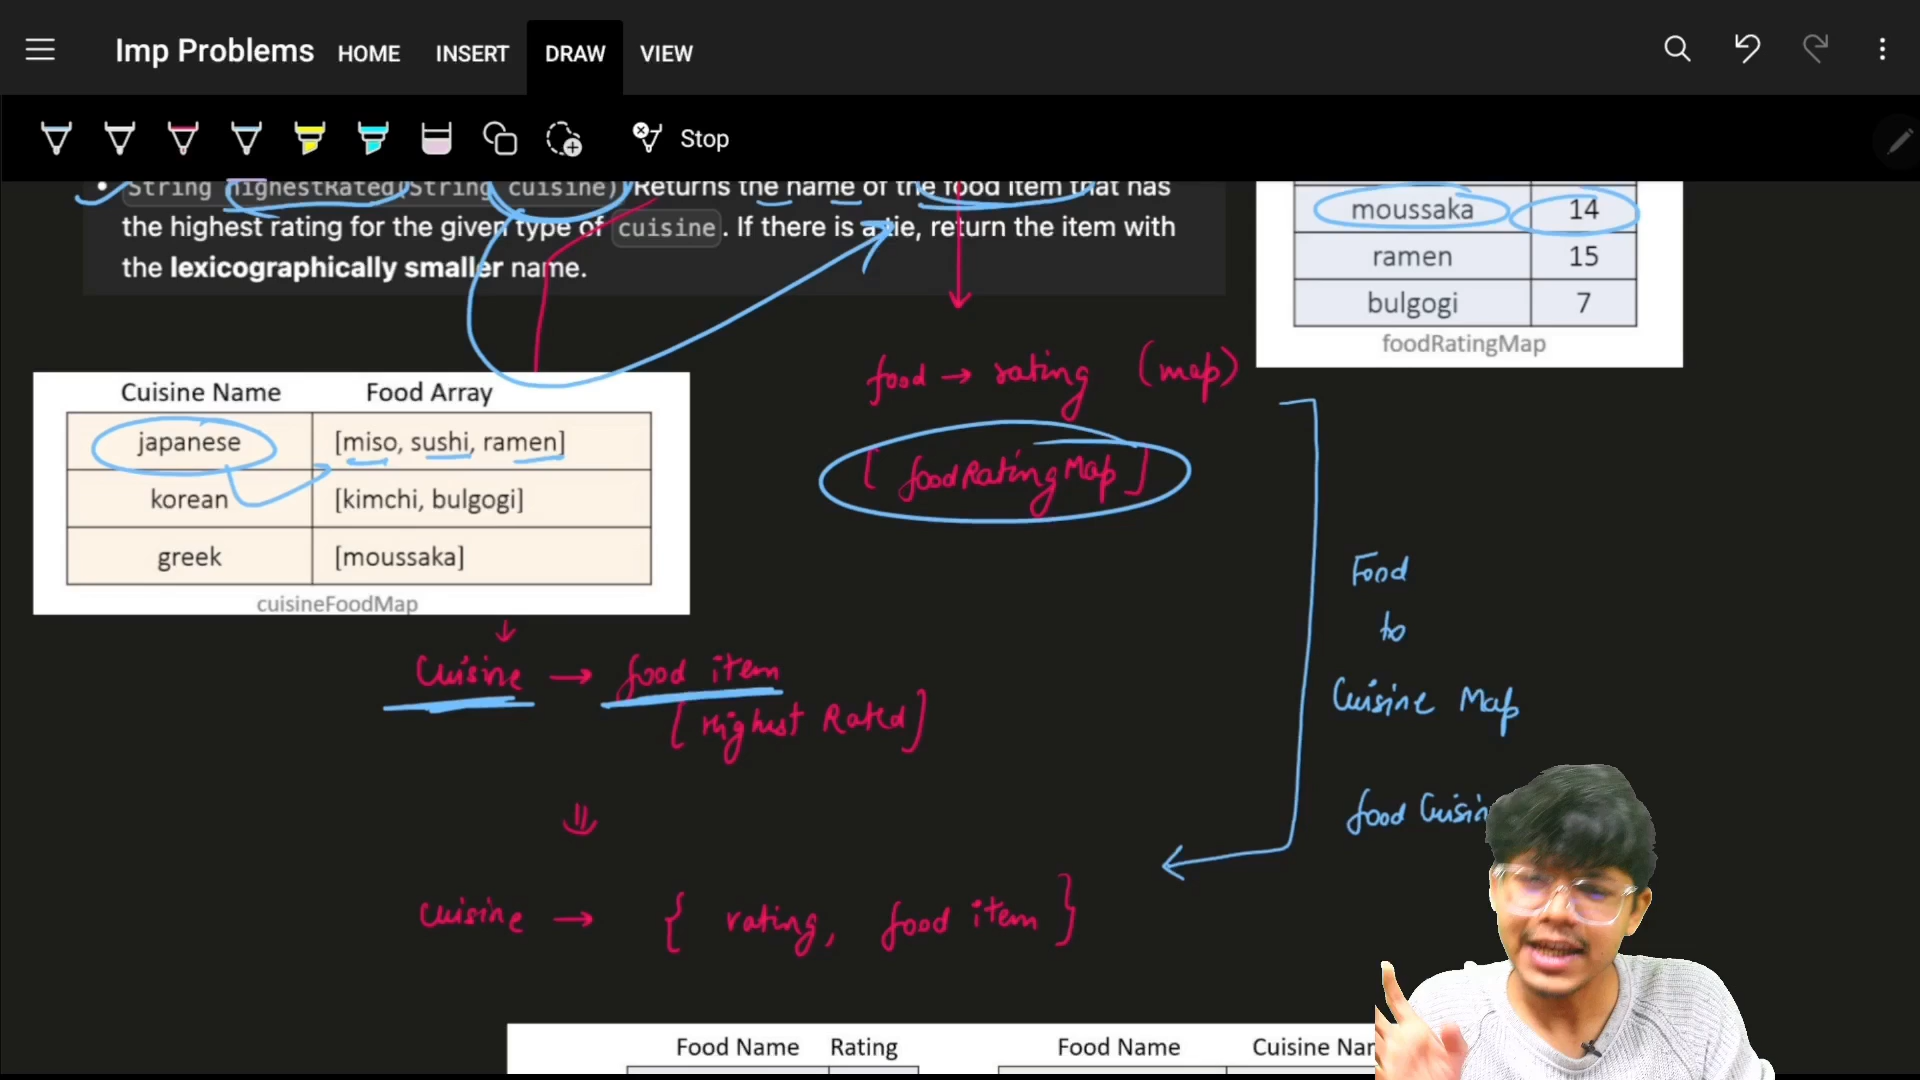 Imp Problems HOME INSERT DRAW VIEW
Stop
String highestRated(String cuisine) Returns the name of the food item that has
the highest rating for the given type of cuisine. If there is a tie, return the item with
the lexicographically smaller name.
moussaka 14
ramen 15
bulgogi 7
foodRatingMap
food → rating (map)
[foodRatingMap]
Cuisine Name Food Array
japanese [miso, sushi, ramen]
korean [kimchi, bulgogi]
greek [moussaka]
cuisineFoodMap
Cuisine → food item
[Highest Rated]
Food
to
Cuisine Map
food
cuisine → { rating, food item }
Food Name Rating Food Name Cuisine